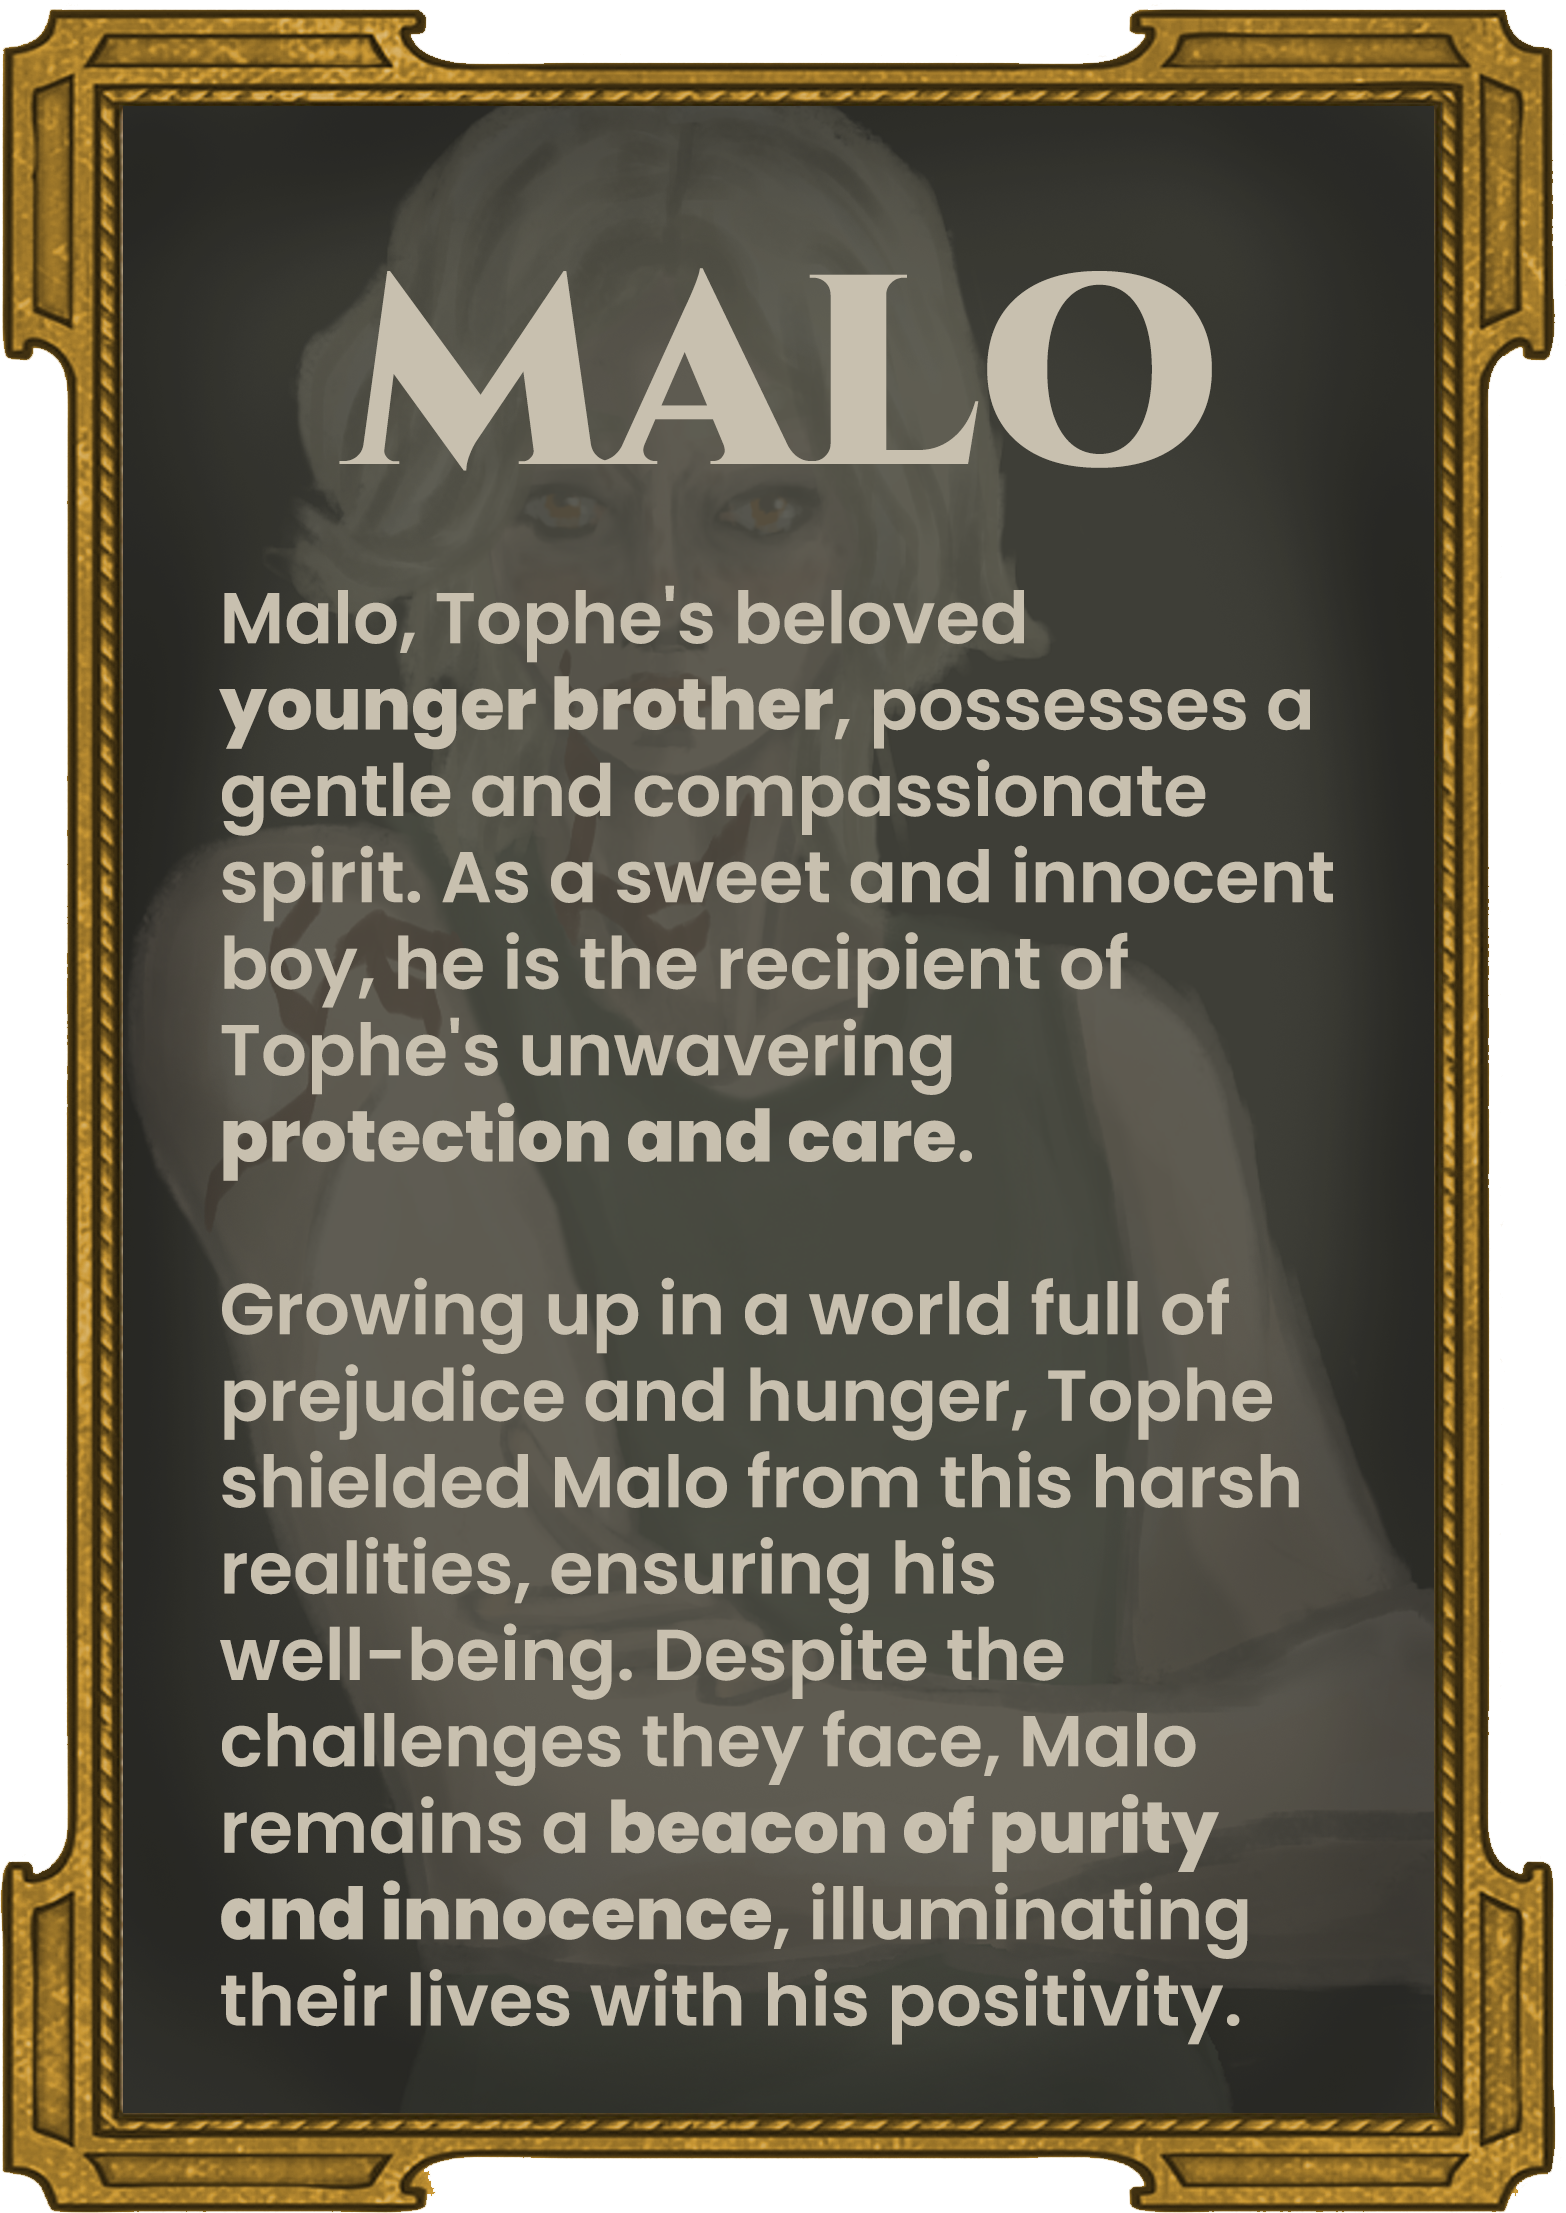 MALO
Malo, Tophe's beloved
younger brother, possesses a
gentle and compassionate
spirit. As a sweet and innocent
boy, he is the recipient of
Tophe's unwavering
protection and care.
Growing up in a world full of
prejudice and hunger, Tophe
shielded Malo from this harsh
realities, ensuring his
well-being. Despite the
challenges they face, Malo
remains a beacon of purity
and innocence, illuminating
their lives with his positivity.